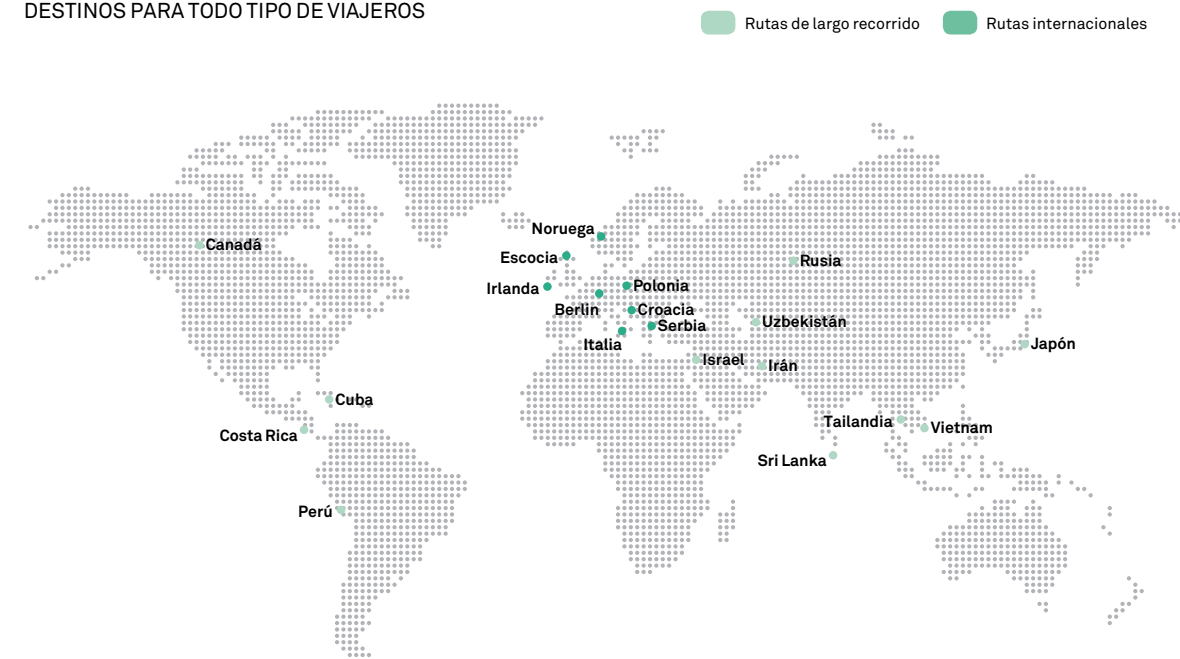 DESTINOS PARA TODO TIPO DE VIAJEROS
Rutas de largo recorrido
Rutas internacionales
Noruega
Canadá
Escocia
Rusia
Irlanda
Polonia
Berlin
Croacia
Serbia
Uzbekistán
Italia
Japón
Israel
Irán
Cuba
Tailandia
Vietnam
Costa Rica
Sri Lanka
Perú